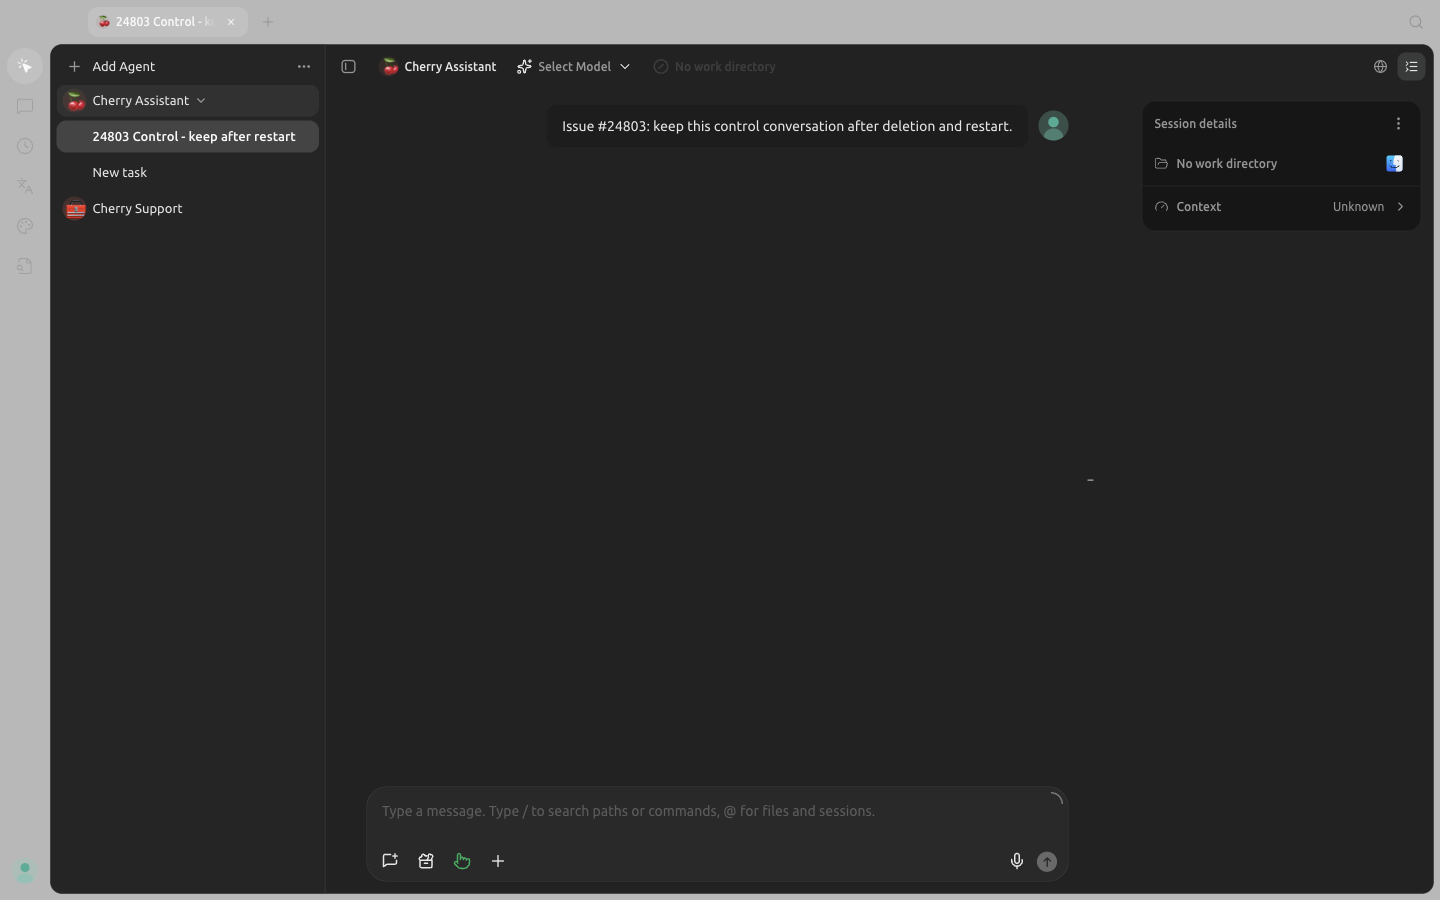 24803 Control - k
Add Agent
Cherry Assistant
24803 Control - keep after restart
New task
Cherry Support
Cherry Assistant
Select Model
No work directory
Issue #24803: keep this control conversation after deletion and restart.
Session details
No work directory
Context
Unknown
Type a message. Type / to search paths or commands, @ for files and sessions.